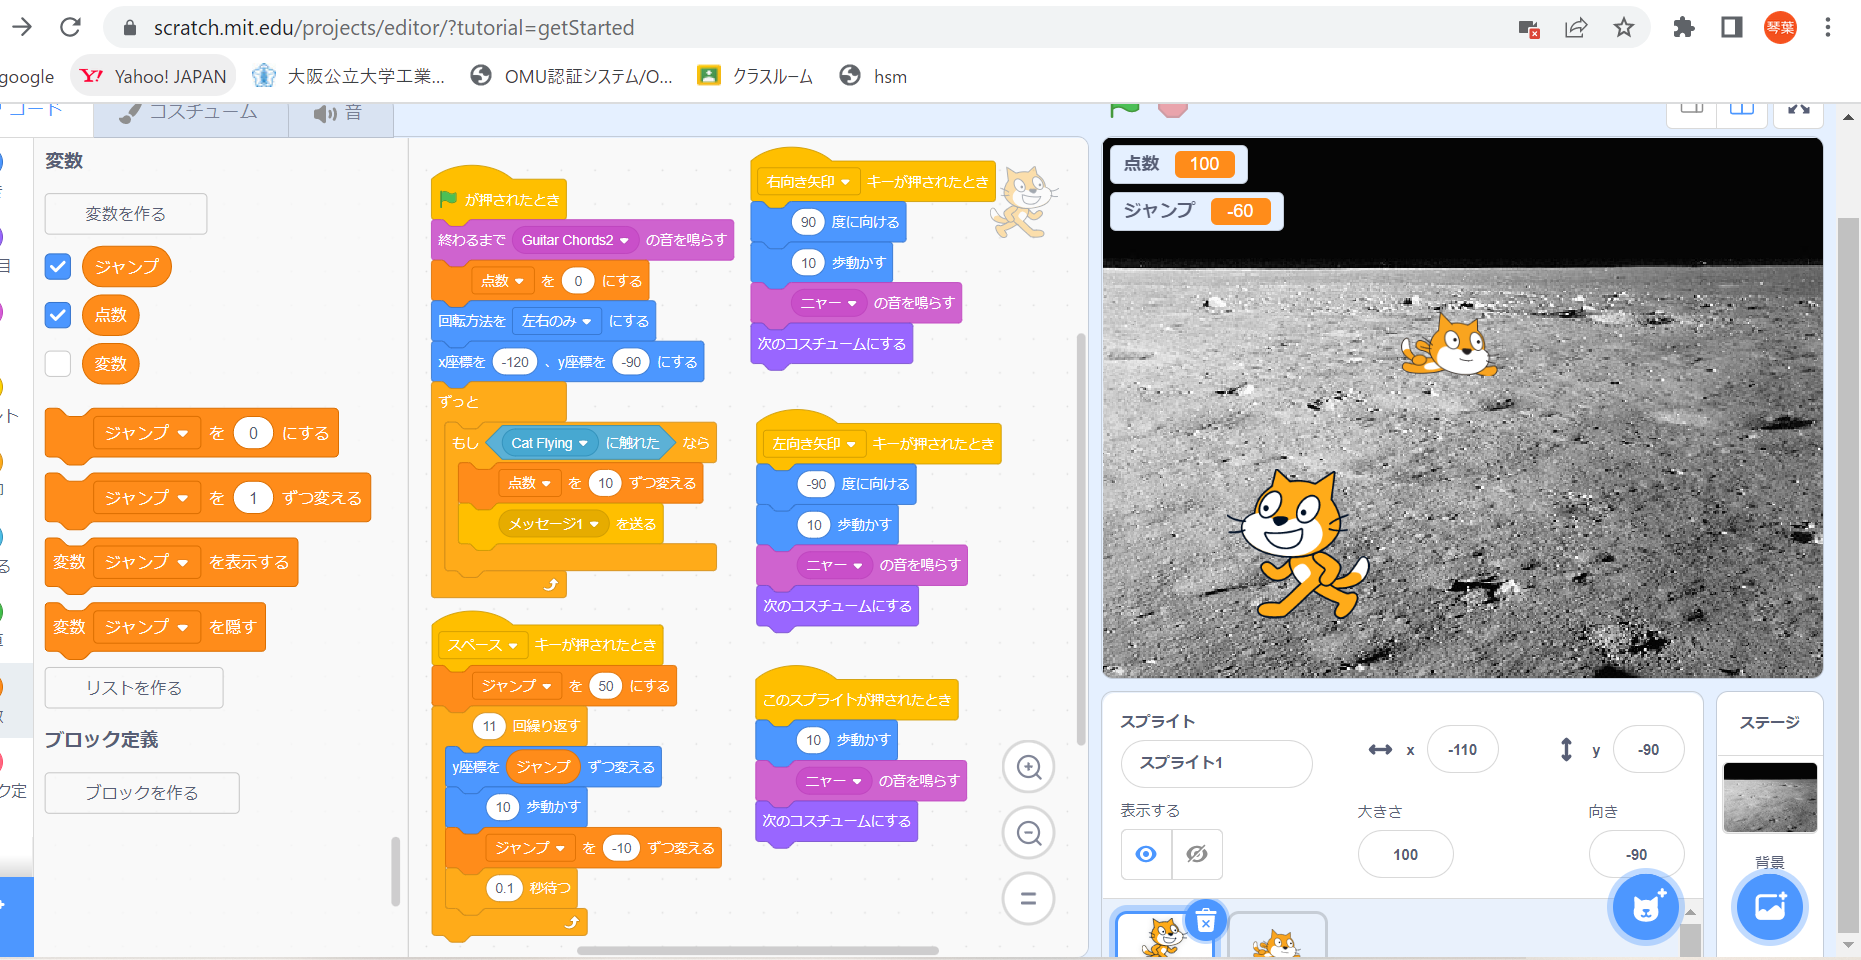 scratch.mit.edu/projects/editor/?tutorial=getStarted
琴葉
google
Yahoo! JAPAN
大阪公立大学工業...
OMU認証システム/O...
クラスルーム
hsm
コード
コスチューム
音
変数
変数を作る
ジャンプ
点数
変数
ジャンプ を 0 にする
ジャンプ を 1 ずつ変える
変数 ジャンプ を表示する
変数 ジャンプ を隠す
リストを作る
ブロック定義
ブロックを作る
が押されたとき
終わるまで Guitar Chords2 の音を鳴らす
点数 を 0 にする
回転方法を 左右のみ にする
x座標を -120 、y座標を -90 にする
ずっと
もし Cat Flying に触れた なら
点数 を 10 ずつ変える
メッセージ1 を送る
スペース キーが押されたとき
ジャンプ を 50 にする
11 回繰り返す
y座標を ジャンプ ずつ変える
10 歩動かす
ジャンプ を -10 ずつ変える
0.1 秒待つ
右向き矢印 キーが押されたとき
90 度に向ける
10 歩動かす
ニャー の音を鳴らす
次のコスチュームにする
左向き矢印 キーが押されたとき
-90 度に向ける
10 歩動かす
ニャー の音を鳴らす
次のコスチュームにする
このスプライトが押されたとき
10 歩動かす
ニャー の音を鳴らす
次のコスチュームにする
点数 100
ジャンプ -60
スプライト
スプライト1
x -110
y -90
表示する
大きさ
100
向き
-90
ステージ
背景